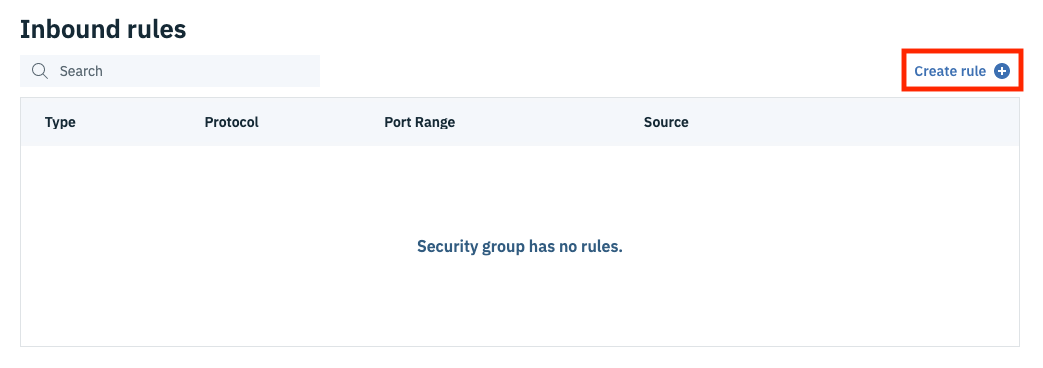 Inbound rules
Search
Create rule
Type Protocol Port Range Source
Security group has no rules.